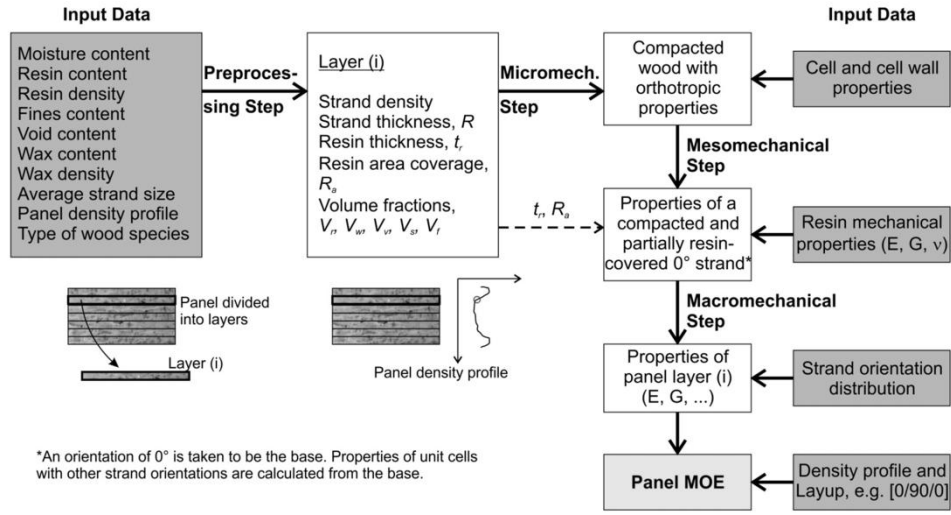 Input Data
Moisture content
Resin content
Resin density
Fines content
Void content
Wax content
Wax density
Average strand size
Panel density profile
Type of wood species
Preproces-
sing Step
Layer (i)
Strand density
Strand thickness, R
Resin thickness, tᵣ
Resin area coverage,
Rₐ
Volume fractions,
Vᵣ, V_w, Vᵥ, Vₛ, V_f
Micromech.
Step
tᵣ, Rₐ
Compacted
wood with
orthotropic
properties
Mesomechanical
Step
Properties of a
compacted and
partially resin-
covered 0° strand*
Macromechanical
Step
Properties of
panel layer (i)
(E, G, ...)
Panel MOE
Input Data
Cell and cell wall
properties
Resin mechanical
properties (E, G, ν)
Strand orientation
distribution
Density profile and
Layup, e.g. [0/90/0]
Panel divided
into layers
Layer (i)
Panel density profile
*An orientation of 0° is taken to be the base. Properties of unit cells
with other strand orientations are calculated from the base.